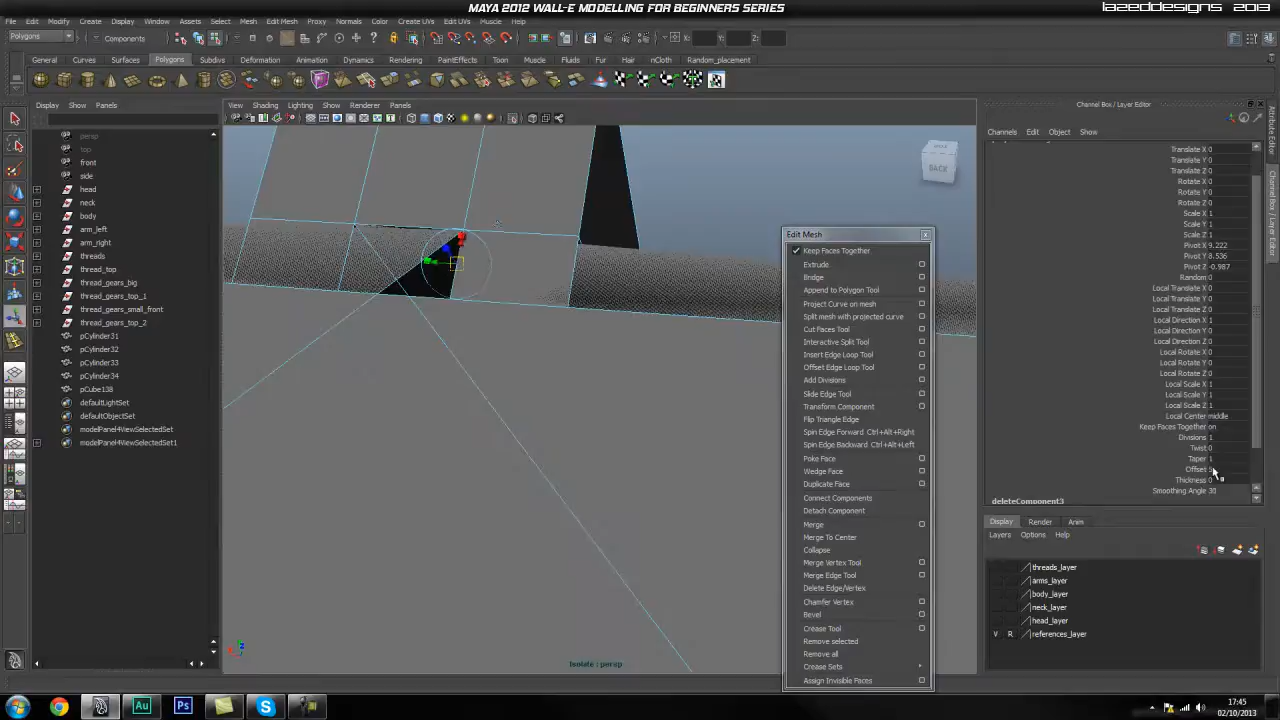 MAYA 2012 WALL-E MODELLING FOR BEGINNERS SERIES
LAZEDDESIGNS 2013
File Edit Modify Create Display Window Assets Select Mesh Edit Mesh Proxy Normals Color Create UVs Edit UVs Muscle Help
Polygons
Components
X: Y: Z:
General Curves Surfaces Polygons Subdivs Deformation Animation Dynamics Rendering PaintEffects Toon Muscle Fluids Fur Hair nCloth Random_placement
Display Show Panels
View Shading Lighting Show Renderer Panels
persp
top
front
side
head
neck
body
arm_left
arm_right
threads
thread_top
thread_gears_big
thread_gears_top_1
thread_gears_small_front
thread_gears_top_2
pCylinder31
pCylinder32
pCylinder33
pCylinder34
pCube138
defaultLightSet
defaultObjectSet
modelPanel4ViewSelectedSet
modelPanel4ViewSelectedSet1
BACK
Isolate : persp
Edit Mesh
Keep Faces Together
Extrude
Bridge
Append to Polygon Tool
Project Curve on mesh
Split mesh with projected curve
Cut Faces Tool
Interactive Split Tool
Insert Edge Loop Tool
Offset Edge Loop Tool
Add Divisions
Slide Edge Tool
Transform Component
Flip Triangle Edge
Spin Edge Forward Ctrl+Alt+Right
Spin Edge Backward Ctrl+Alt+Left
Poke Face
Wedge Face
Duplicate Face
Connect Components
Detach Component
Merge
Merge To Center
Collapse
Merge Vertex Tool
Merge Edge Tool
Delete Edge/Vertex
Chamfer Vertex
Bevel
Crease Tool
Remove selected
Remove all
Crease Sets
Assign Invisible Faces
Channel Box / Layer Editor
Channels Edit Object Show
Translate X 0
Translate Y 0
Translate Z 0
Rotate X 0
Rotate Y 0
Rotate Z 0
Scale X 1
Scale Y 1
Scale Z 1
Pivot X 9.222
Pivot Y 8.536
Pivot Z -0.987
Random 0
Local Translate X 0
Local Translate Y 0
Local Translate Z 0
Local Direction X 1
Local Direction Y 0
Local Direction Z 0
Local Rotate X 0
Local Rotate Y 0
Local Rotate Z 0
Local Scale X 1
Local Scale Y 1
Local Scale Z 1
Local Center middle
Keep Faces Together on
Divisions 1
Twist 0
Taper 1
Offset
Thickness 0
Smoothing Angle 30
deleteComponent3
Display Render Anim
Layers Options Help
threads_layer
arms_layer
body_layer
neck_layer
head_layer
V R references_layer
Attribute Editor
Channel Box / Layer Editor
Au Ps
17:45
02/10/2013